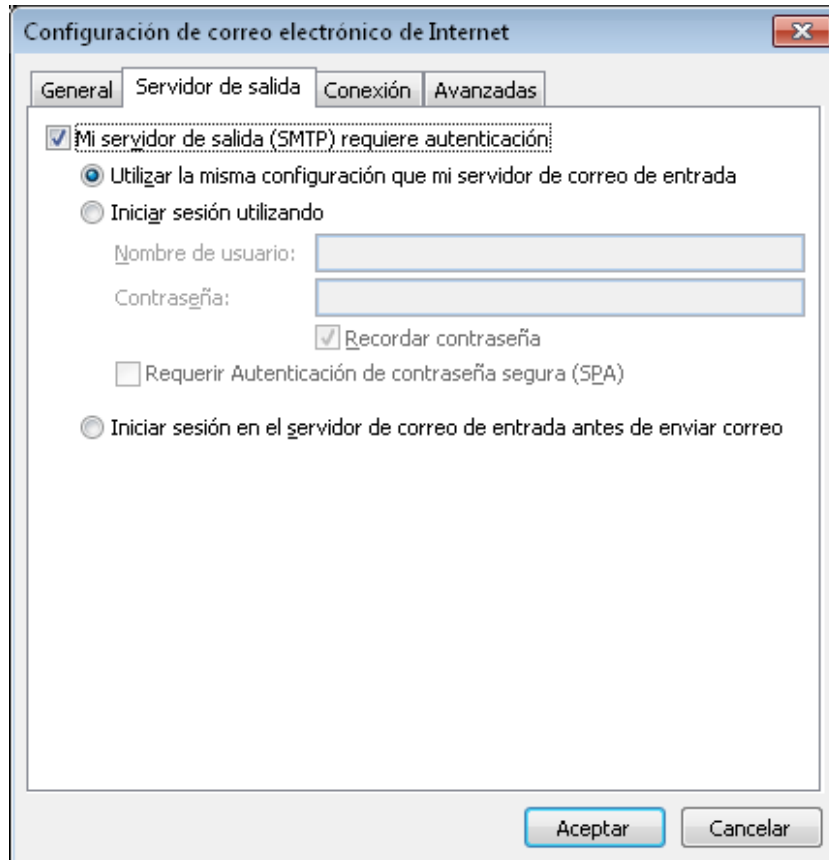 Configuración de correo electrónico de Internet
General Servidor de salida Conexión Avanzadas
Mi servidor de salida (SMTP) requiere autenticación
Utilizar la misma configuración que mi servidor de correo de entrada
Iniciar sesión utilizando
Nombre de usuario:
Contraseña:
Recordar contraseña
Requerir Autenticación de contraseña segura (SPA)
Iniciar sesión en el servidor de correo de entrada antes de enviar correo
Aceptar Cancelar